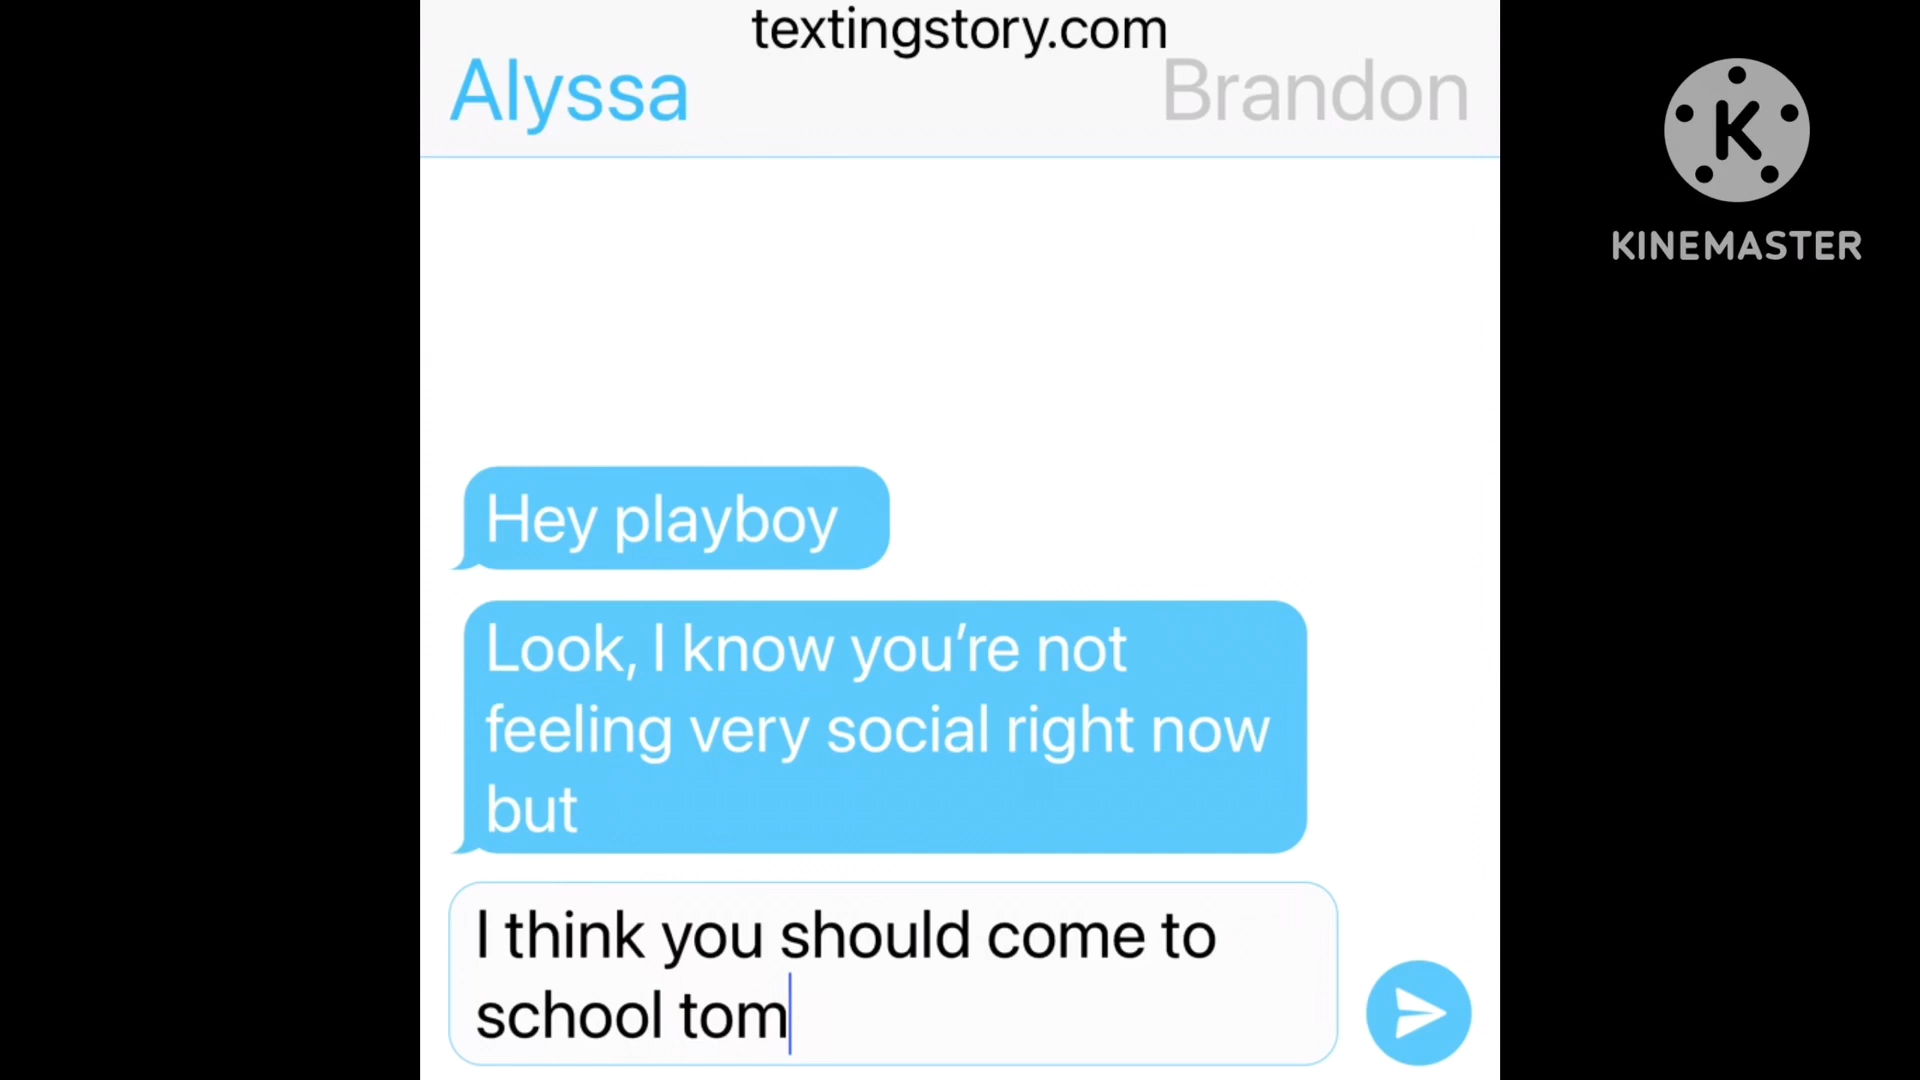 textingstory.com
Alyssa
Brandon
K
KINEMASTER
Hey playboy
Look, I know you’re not
feeling very social right now
but
I think you should come to
school tom